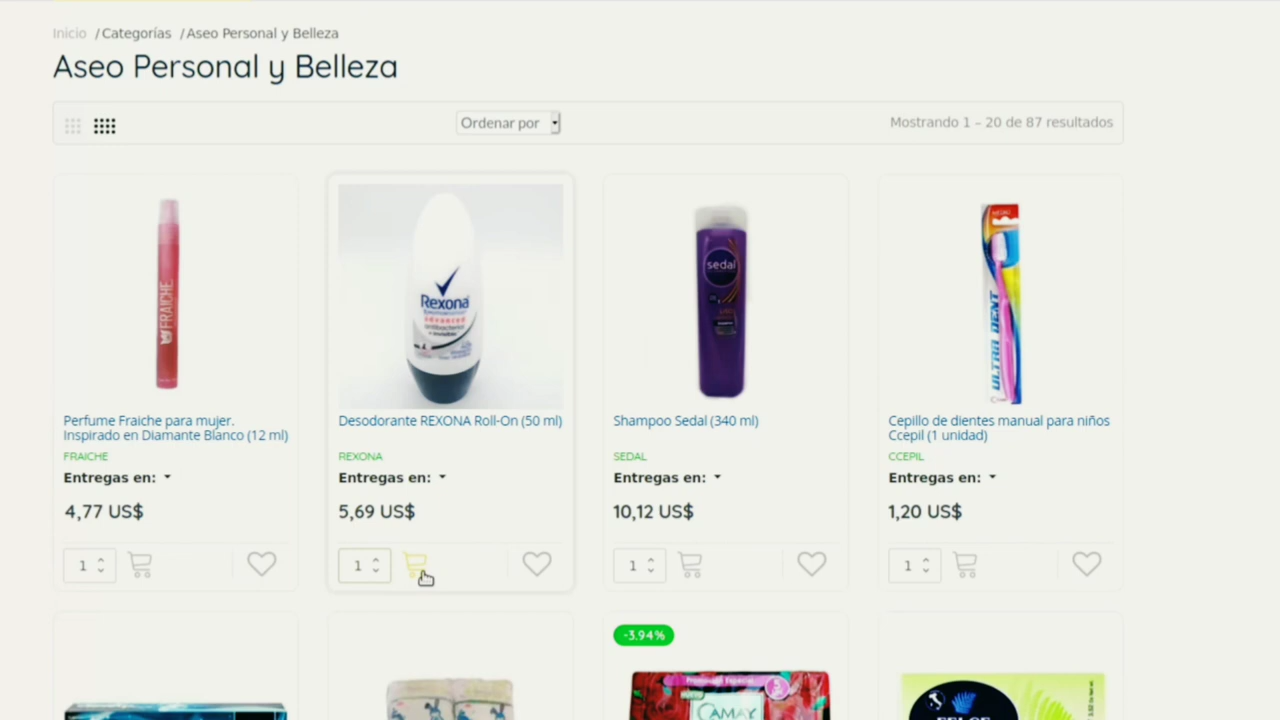 Inicio / Categorías / Aseo Personal y Belleza
Aseo Personal y Belleza
Ordenar por
Mostrando 1 – 20 de 87 resultados
FRAICHE
Rexona
advanced
antibacterial
+ invisible
sedal
ULTRA DENT
Perfume Fraiche para mujer.
Inspirado en Diamante Blanco (12 ml)
FRAICHE
Entregas en:
4,77 US$
1
Desodorante REXONA Roll-On (50 ml)
REXONA
Entregas en:
5,69 US$
1
Shampoo Sedal (340 ml)
SEDAL
Entregas en:
10,12 US$
1
Cepillo de dientes manual para niños
Ccepil (1 unidad)
CCEPIL
Entregas en:
1,20 US$
1
-3.94%
CAMAY